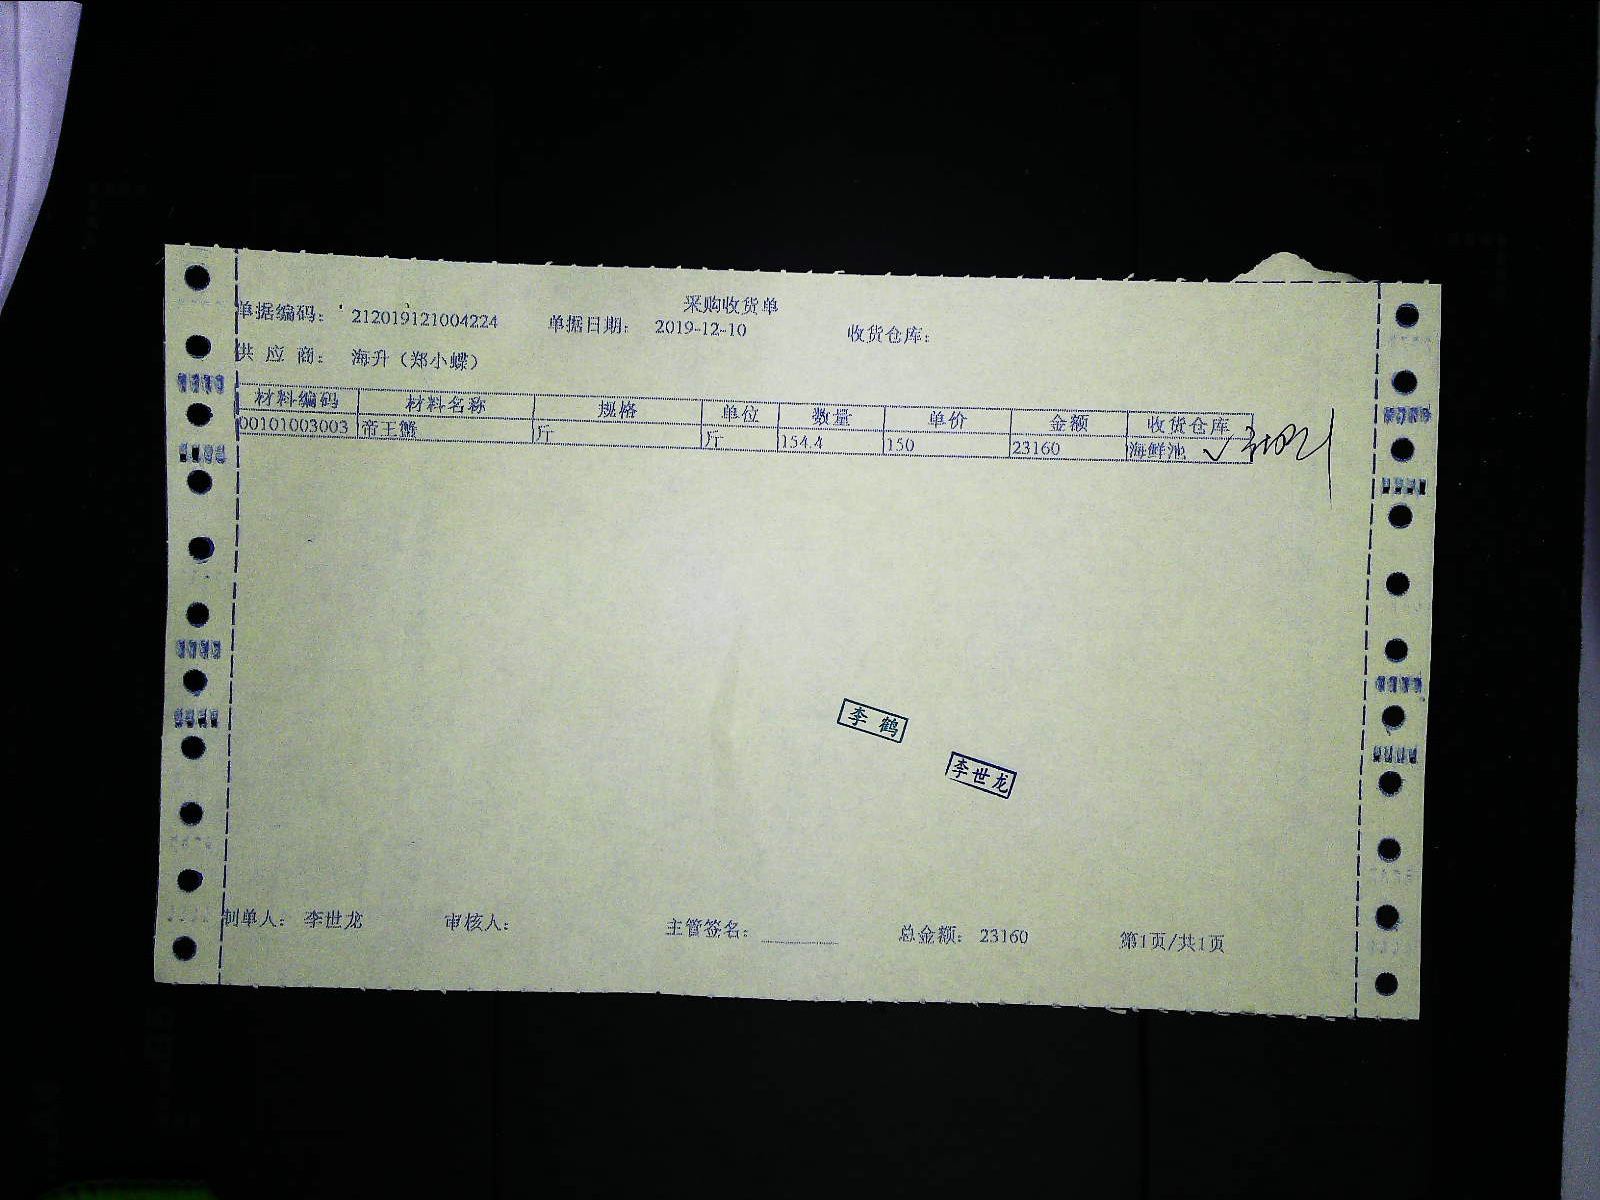 采购收货单
单据编码: 212019121004224 单据日期: 2019-12-10 收货仓库:
供应商: 海升（郑小蝶）
材料编码 材料名称 规格 单位 数量 单价 金额 收货仓库
00101003003 帝王蟹 斤 斤 154.4 150 23160 海鲜池
李鹤
李世龙
制单人: 李世龙 审核人: 主管签名: 总金额: 23160 第1页/共1页